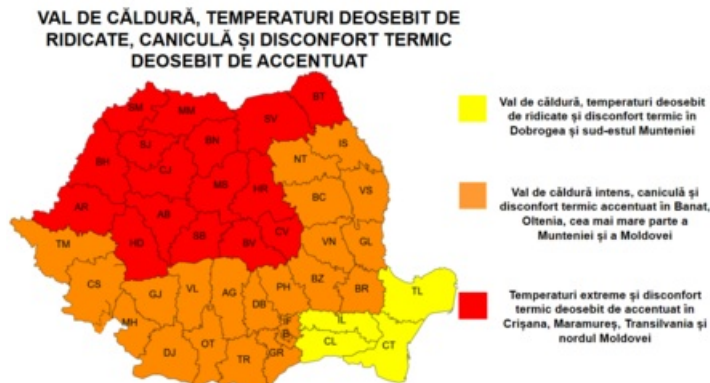 VAL DE CĂLDURĂ, TEMPERATURI DEOSEBIT DE
RIDICATE, CANICULĂ ȘI DISCONFORT TERMIC
DEOSEBIT DE ACCENTUAT
SM
MM
SV
BT
SJ
BN
BH
CJ
NT
IS
MS
HR
BC
VS
AR
AB
HD
SB
BV
CV
VN
GL
TM
CS
GJ
VL
AG
PH
BZ
BR
TL
DB
IF
B
IL
MH
CL
CT
DJ
OT
TR
GR
Val de căldură, temperaturi deosebit
de ridicate și disconfort termic în
Dobrogea și sud-estul Munteniei
Val de căldură intens, caniculă și
disconfort termic accentuat în Banat,
Oltenia, cea mai mare parte a
Munteniei și a Moldovei
Temperaturi extreme și disconfort
termic deosebit de accentuat în
Crișana, Maramureș, Transilvania și
nordul Moldovei